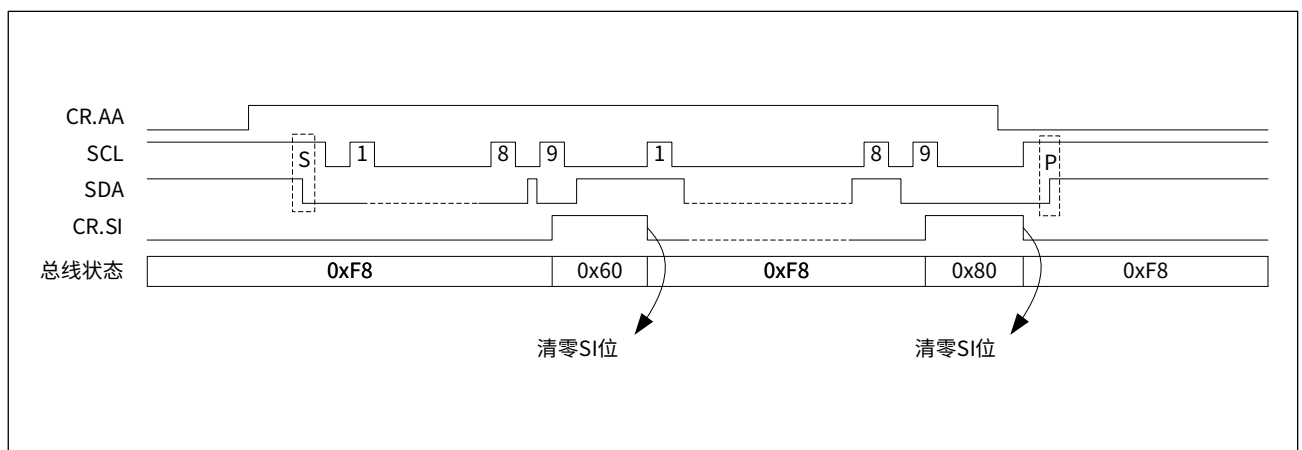 CR.AA
SCL S 1 8 9 1 8 9 P
SDA
CR.SI
总线状态 0xF8 0x60 0xF8 0x80 0xF8
清零SI位 清零SI位